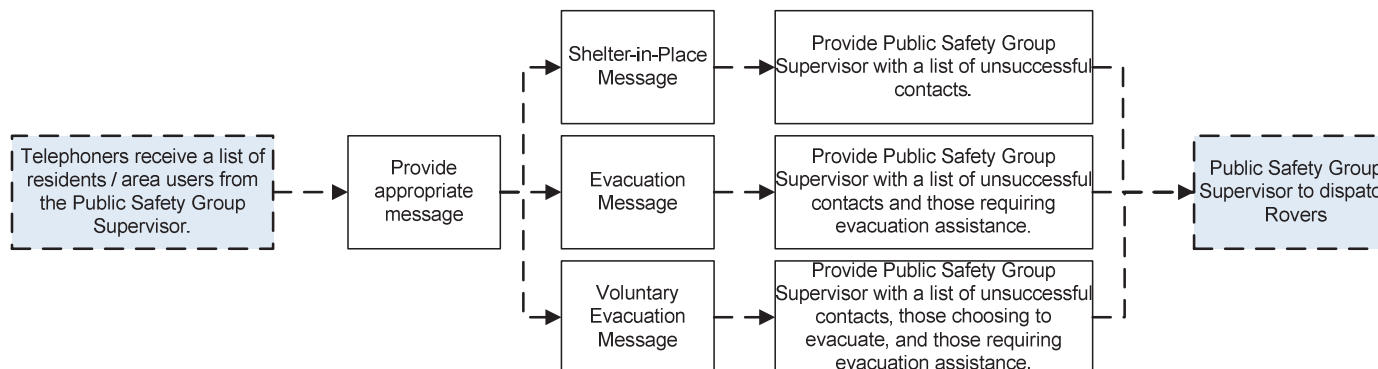 Telephoners receive a list of
residents / area users from
the Public Safety Group
Supervisor.
Provide
appropriate
message
Shelter-in-Place
Message
Provide Public Safety Group
Supervisor with a list of unsuccessful
contacts.
Evacuation
Message
Provide Public Safety Group
Supervisor with a list of unsuccessful
contacts and those requiring
evacuation assistance.
Voluntary
Evacuation
Message
Provide Public Safety Group
Supervisor with a list of unsuccessful
contacts, those choosing to
evacuate, and those requiring
evacuation assistance.
Public Safety Group
Supervisor to
Rovers